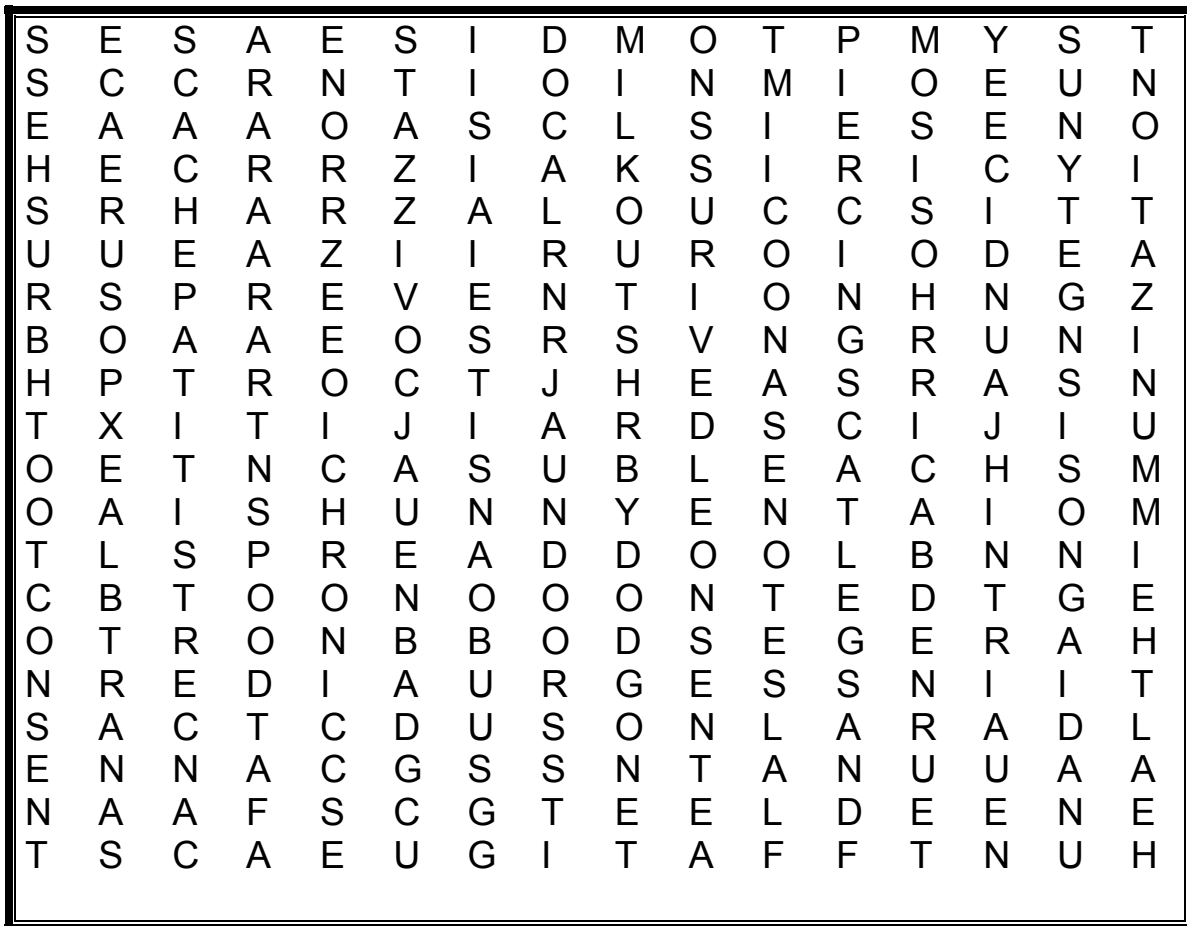 S E S A E S I D M O T P M Y S T
S C C R N T I O I N M I O E U N
E A A A O A S C L S I E S E N O
H E C R R Z I A K S I R I C Y I
S R H A R Z A L O U C C S I T T
U U E A Z I I R U R O I O D E A
R S P R E V E N T I O N H N G Z
B O A A E O S R S V N G R U N I
H P T R O C T J H E A S R A S N
T X I T I J I A R D S C I J I U
O E T N C A S U B L E A C H S M
O A I S H U N N Y E N T A I O M
T L S P R E A D D O O L B N N I
C B T O O N O O O N T E D T G E
O T R O N B B O D S E G E R A H
N R E D I A U R G E S S N I I T
S A C T C D U S O N L A R A D L
E N N A C G S S N T A N U U A A
N A A F S C G T E E L D E E N E
T S C A E U G I T A F F T N U H